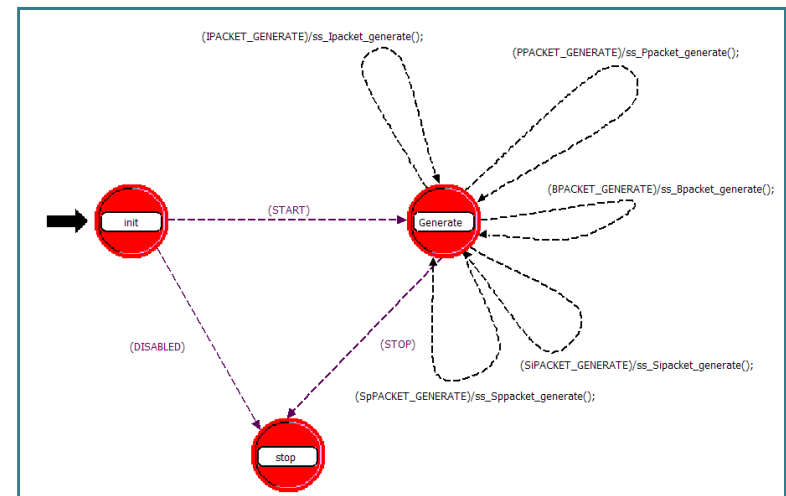 (IPACKET_GENERATE)/ss_Ipacket_generate();
(PPACKET_GENERATE)/ss_Ppacket_generate();
(BPACKET_GENERATE)/ss_Bpacket_generate();
(START)
init
Generate
(DISABLED)
(STOP)
(SiPACKET_GENERATE)/ss_Sipacket_generate();
(SpPACKET_GENERATE)/ss_Sppacket_generate();
stop